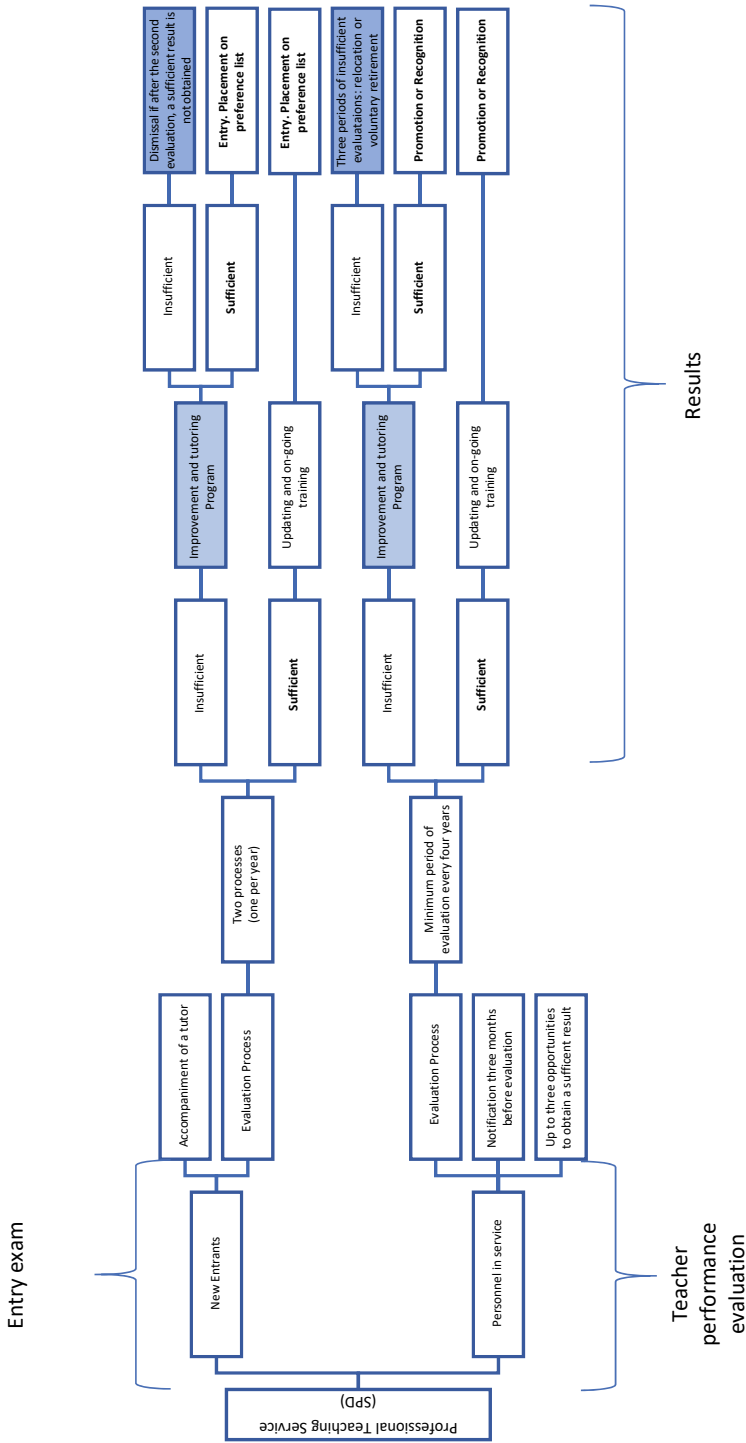 Entry exam
Professional Teaching Service
(SPD)
New Entrants
Accompaniment of a tutor
Evaluation Process
Two processes
(one per year)
Insufficient
Improvement and tutoring
Program
Insufficient
Dismissal if after the second
evaluation, a sufficient result is
not obtained
Sufficient
Entry. Placement on
preference list
Sufficient
Updating and on-going
training
Entry. Placement on
preference list
Personnel in service
Evaluation Process
Notification three months
before evaluation
Up to three opportunities
to obtain a sufficent result
Minimum period of
evaluation every four years
Insufficient
Improvement and tutoring
Program
Insufficient
Three periods of insufficient
evaluataions: relocation or
voluntary retirement
Sufficient
Promotion or Recognition
Sufficient
Updating and on-going
training
Promotion or Recognition
Teacher
performance
evaluation
Results